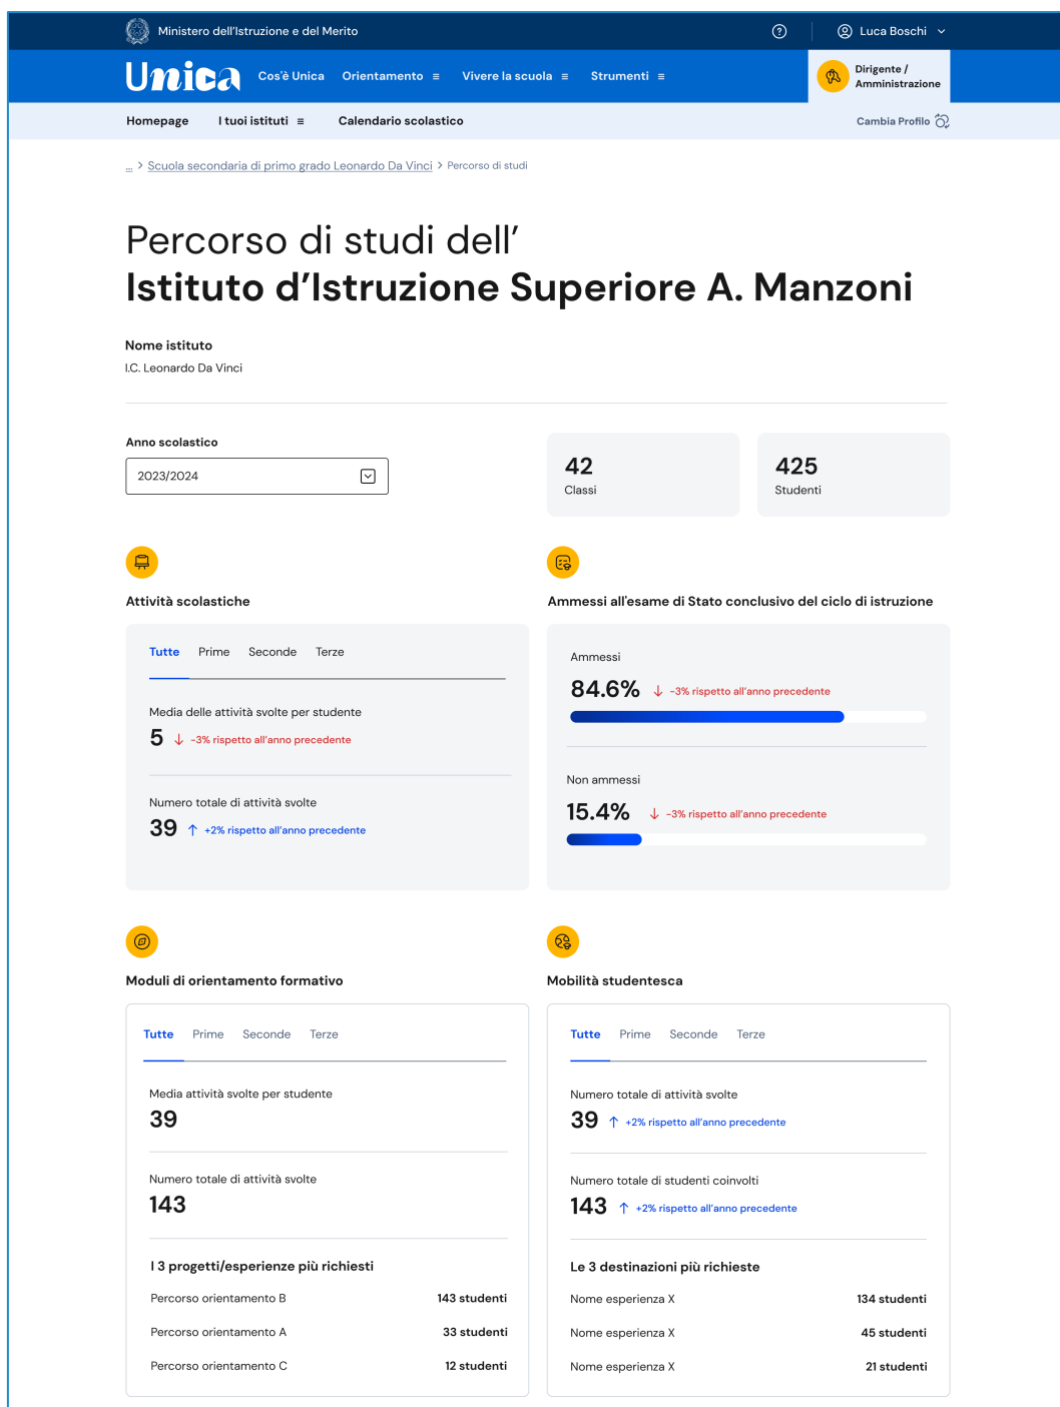 Ministero dell'Istruzione e del Merito
Luca Boschi
Unica
Cos'è Unica
Orientamento
Vivere la scuola
Strumenti
Dirigente /
Amministrazione
Homepage
I tuoi istituti
Calendario scolastico
Cambia Profilo
... > Scuola secondaria di primo grado Leonardo Da Vinci > Percorso di studi
Percorso di studi dell'
Istituto d'Istruzione Superiore A. Manzoni
Nome istituto
I.C. Leonardo Da Vinci
Anno scolastico
2023/2024
42
Classi
425
Studenti
Attività scolastiche
Tutte Prime Seconde Terze
Media delle attività svolte per studente
5 ↓ -3% rispetto all'anno precedente
Numero totale di attività svolte
39 ↑ +2% rispetto all'anno precedente
Ammessi all'esame di Stato conclusivo del ciclo di istruzione
Ammessi
84.6% ↓ -3% rispetto all'anno precedente
Non ammessi
15.4% ↓ -3% rispetto all'anno precedente
Moduli di orientamento formativo
Tutte Prime Seconde Terze
Media attività svolte per studente
39
Numero totale di attività svolte
143
I 3 progetti/esperienze più richiesti
Percorso orientamento B 143 studenti
Percorso orientamento A 33 studenti
Percorso orientamento C 12 studenti
Mobilità studentesca
Tutte Prime Seconde Terze
Numero totale di attività svolte
39 ↑ +2% rispetto all'anno precedente
Numero totale di studenti coinvolti
143 ↑ +2% rispetto all'anno precedente
Le 3 destinazioni più richieste
Nome esperienza X 134 studenti
Nome esperienza X 45 studenti
Nome esperienza X 21 studenti